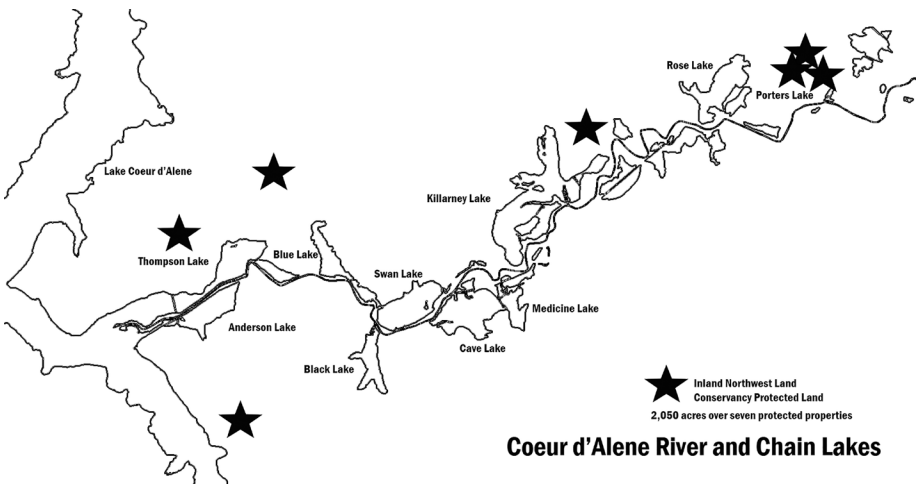 Rose Lake
Porters Lake
Lake Coeur d'Alene
Killarney Lake
Thompson Lake
Blue Lake
Swan Lake
Medicine Lake
Anderson Lake
Cave Lake
Black Lake
Inland Northwest Land
Conservancy Protected Land
2,050 acres over seven protected properties
Coeur d'Alene River and Chain Lakes